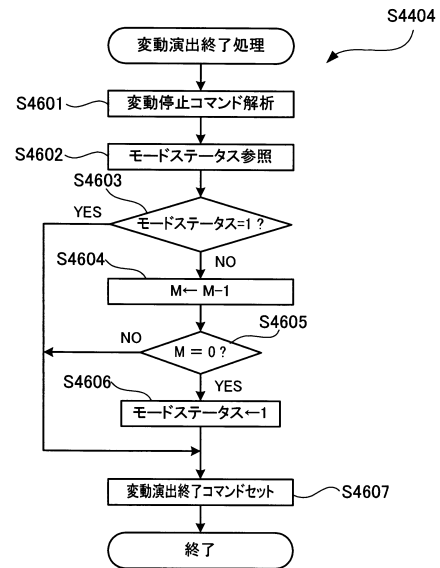 S4404
変動演出終了処理
S4601
変動停止コマンド解析
S4602
モードステータス参照
S4603
YES
モードステータス=1?
NO
S4604
M← M-1
S4605
NO
M = 0?
YES
S4606
モードステータス←1
変動演出終了コマンドセット
S4607
終了